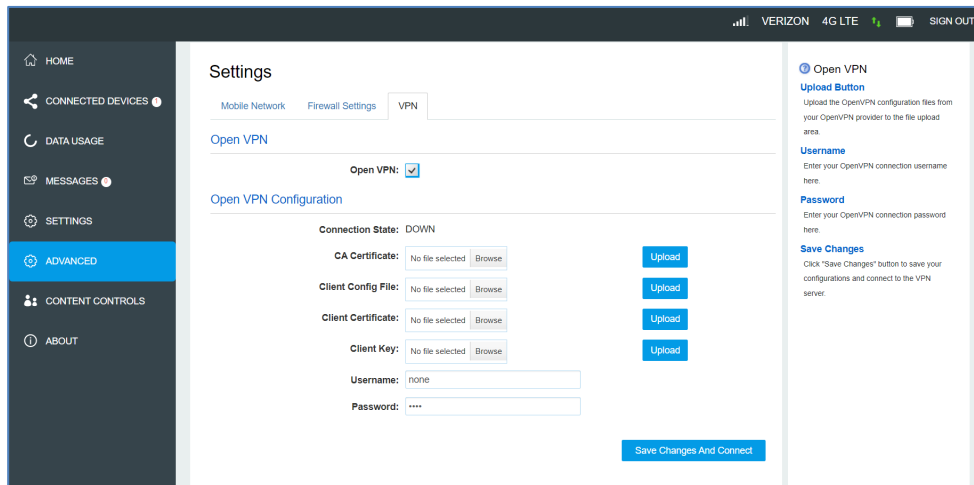 VERIZON 4G LTE SIGN OUT
HOME
CONNECTED DEVICES 1
DATA USAGE
MESSAGES
SETTINGS
ADVANCED
CONTENT CONTROLS
ABOUT
Settings
Mobile Network Firewall Settings VPN
Open VPN
Open VPN:
Open VPN Configuration
Connection State: DOWN
CA Certificate: No file selected Browse Upload
Client Config File: No file selected Browse Upload
Client Certificate: No file selected Browse Upload
Client Key: No file selected Browse Upload
Username: none
Password: ••••
Save Changes And Connect
? Open VPN
Upload Button
Upload the OpenVPN configuration files from
your OpenVPN provider to the file upload
area.
Username
Enter your OpenVPN connection username
here.
Password
Enter your OpenVPN connection password
here.
Save Changes
Click "Save Changes" button to save your
configurations and connect to the VPN
server.